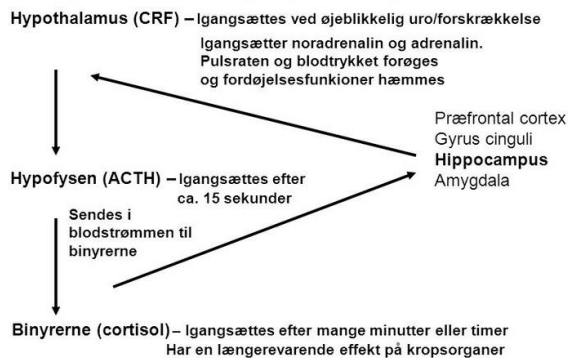 Hypothalamus (CRF) – Igangsættes ved øjeblikkelig uro/forskrækkelse
Igangsætter noradrenalin og adrenalin.
Pulsraten og blodtrykket forøges
og fordøjelsesfunkioner hæmmes
Præfrontal cortex
Gyrus cinguli
Hippocampus
Amygdala
Hypofysen (ACTH) – Igangsættes efter
ca. 15 sekunder
Sendes i
blodstrømmen til
binyrerne
Binyrerne (cortisol) – Igangsættes efter mange minutter eller timer
Har en længerevarende effekt på kropsorganer